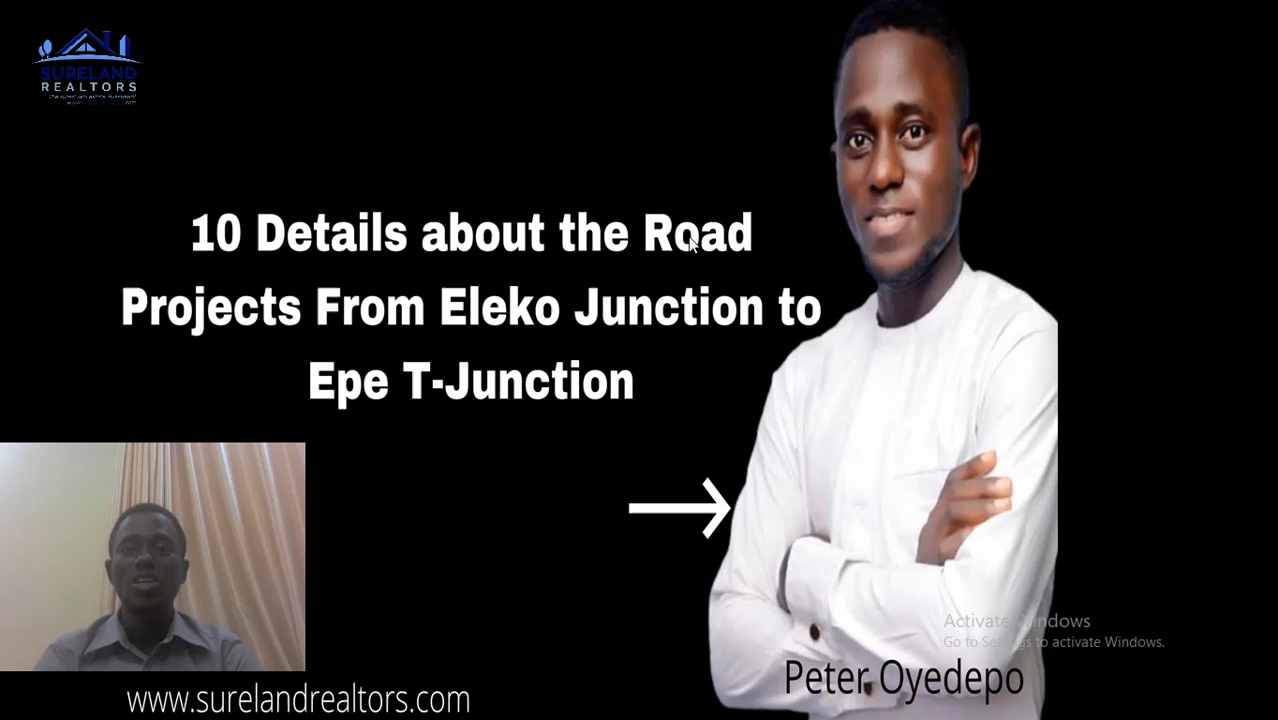 SURELAND
REALTORS
10 Details about the Road
Projects From Eleko Junction to
Epe T-Junction
Activate Windows
Go to Settings to activate Windows.
Peter Oyedepo
www.surelandrealtors.com